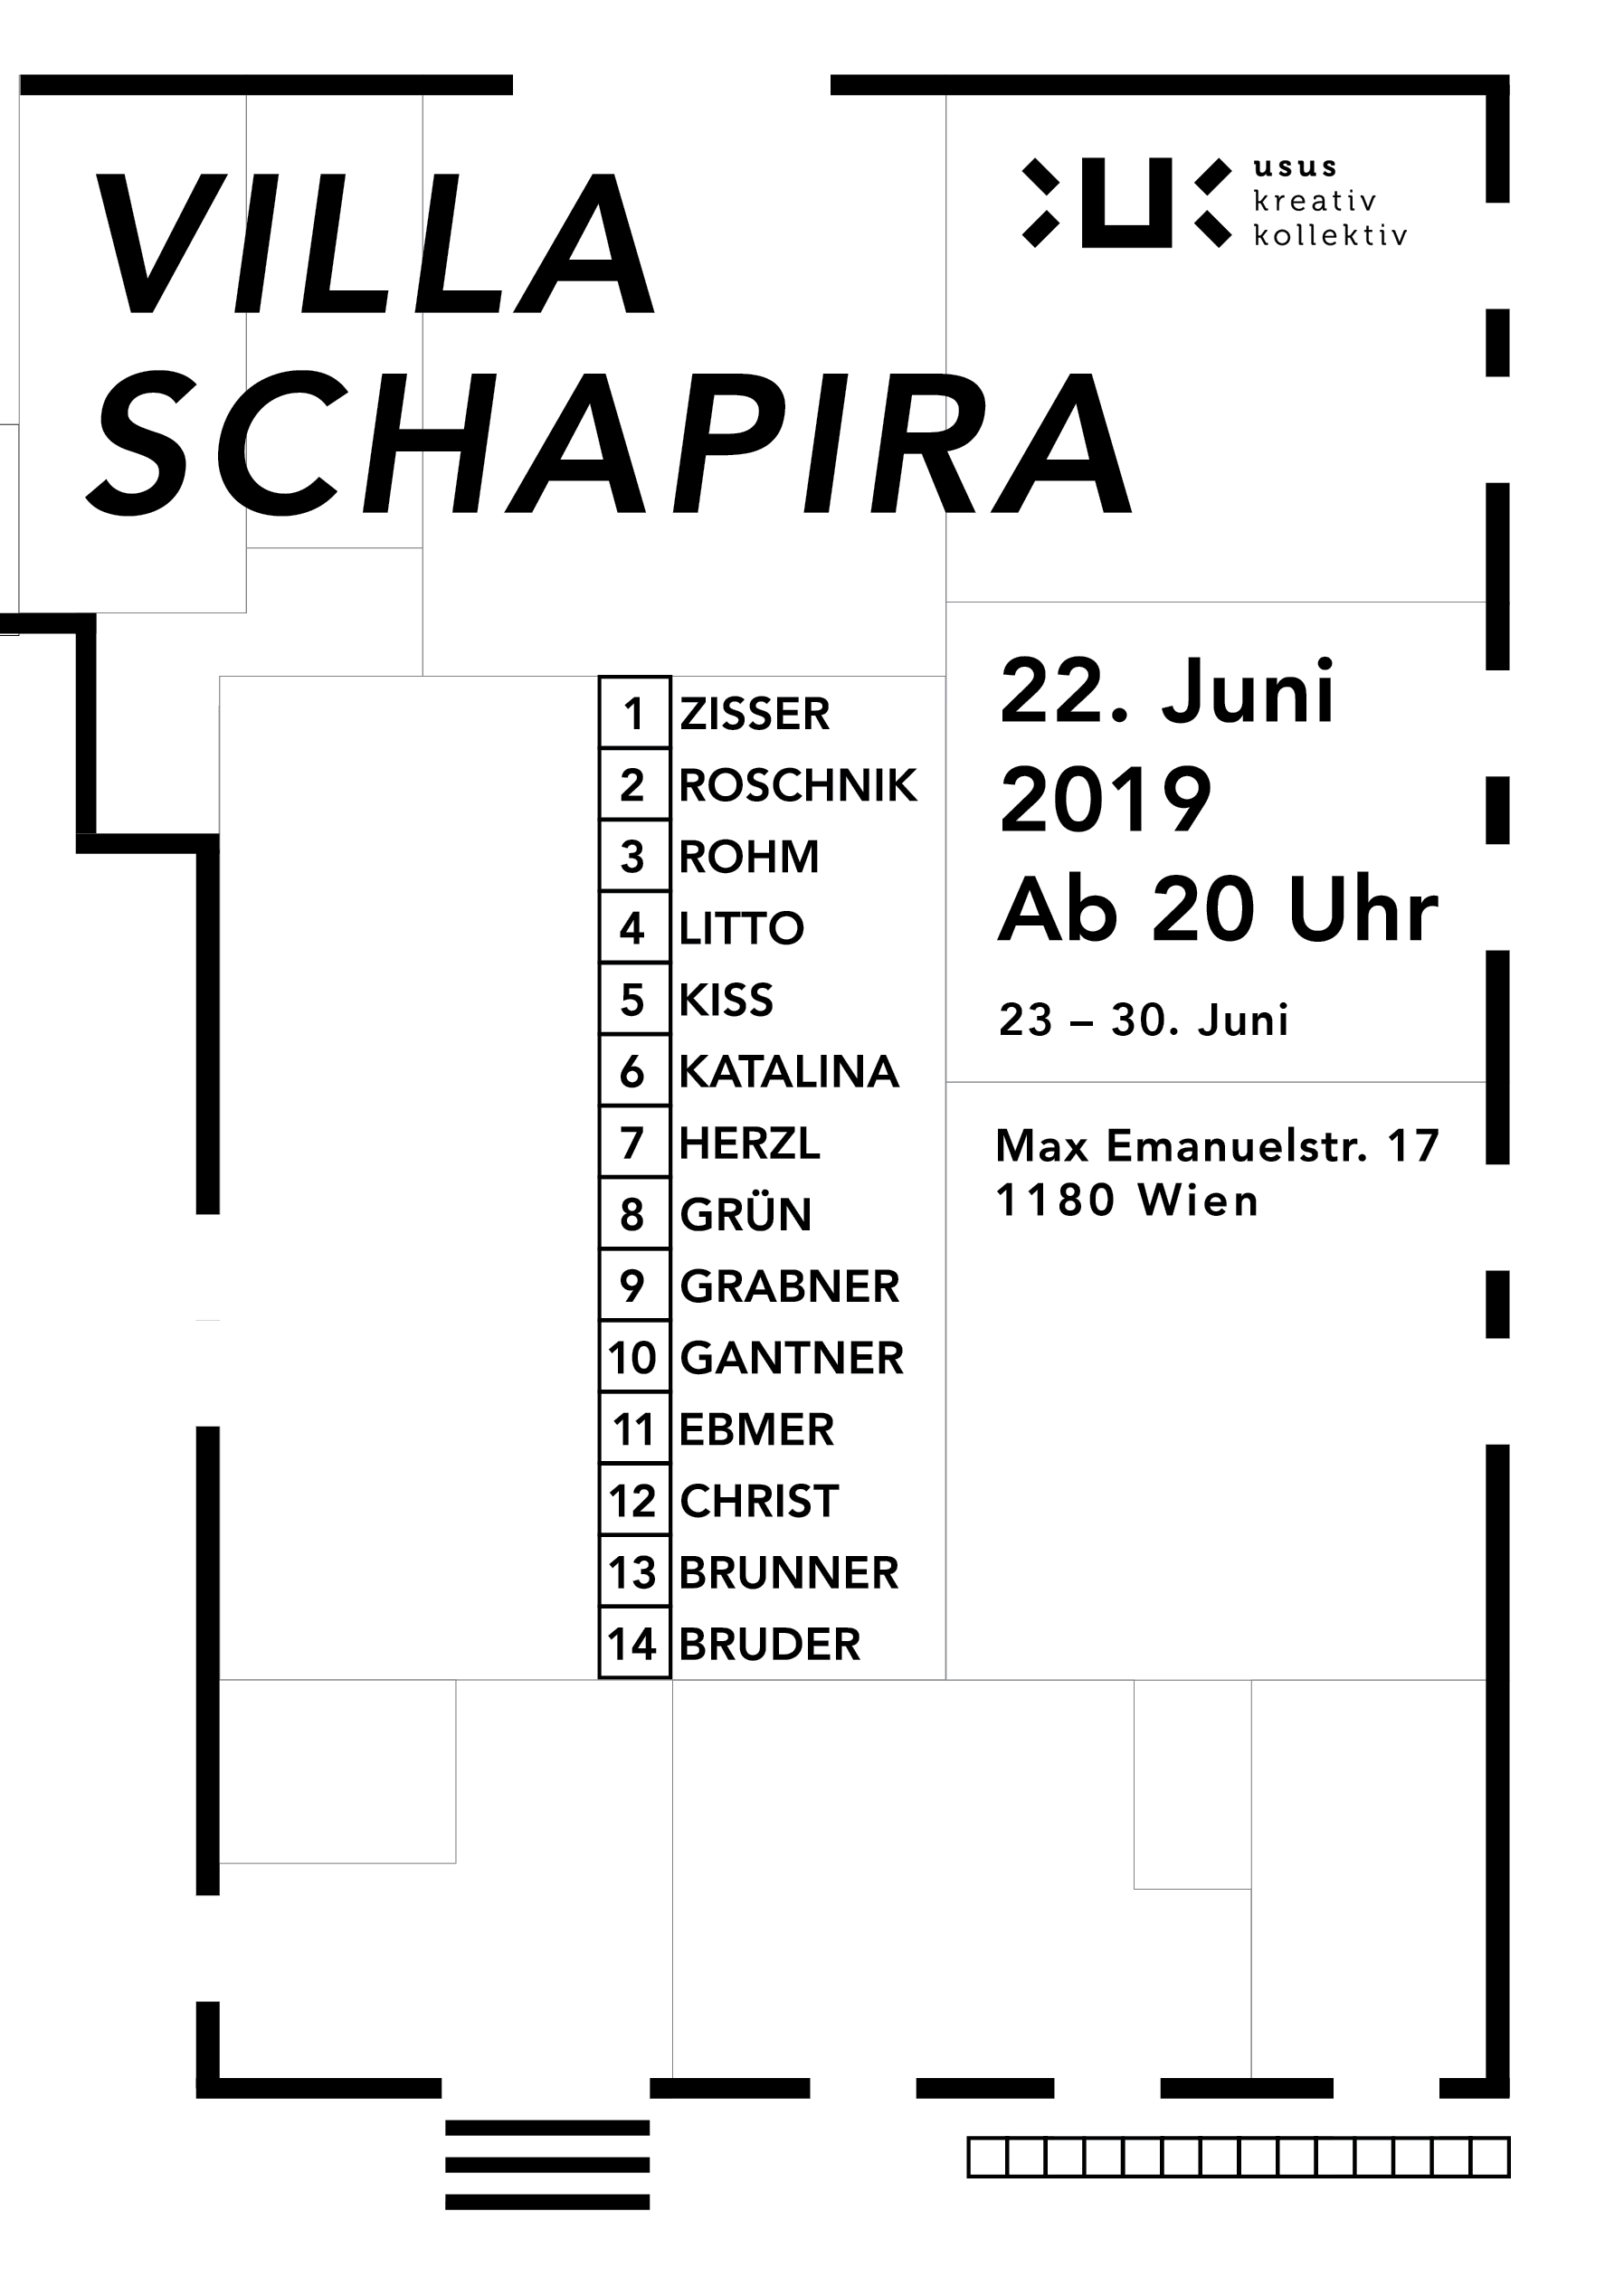 VILLA
SCHAPIRA
usus
kreativ
kollektiv
1 ZISSER
2 ROSCHNIK
3 ROHM
4 LITTO
5 KISS
6 KATALINA
7 HERZL
8 GRÜN
9 GRABNER
10 GANTNER
11 EBMER
12 CHRIST
13 BRUNNER
14 BRUDER
22. Juni
2019
Ab 20 Uhr
23 – 30. Juni
Max Emanuelstr. 17
1180 Wien